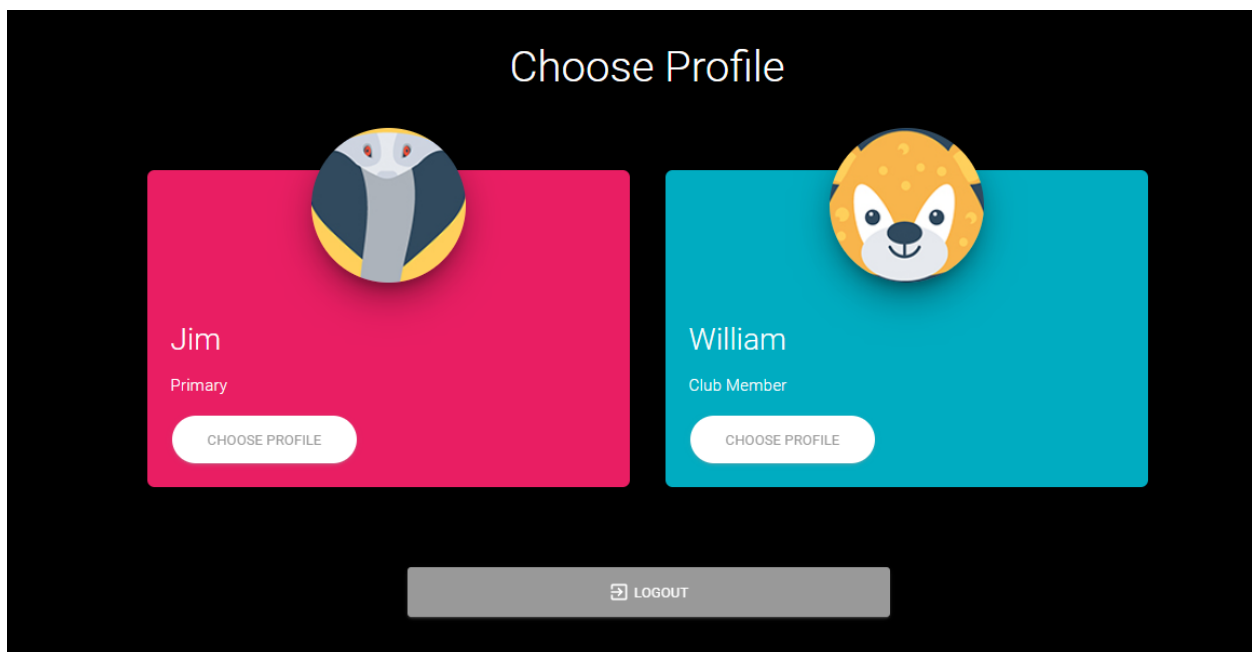 Choose Profile
Jim
Primary
CHOOSE PROFILE
William
Club Member
CHOOSE PROFILE
LOGOUT